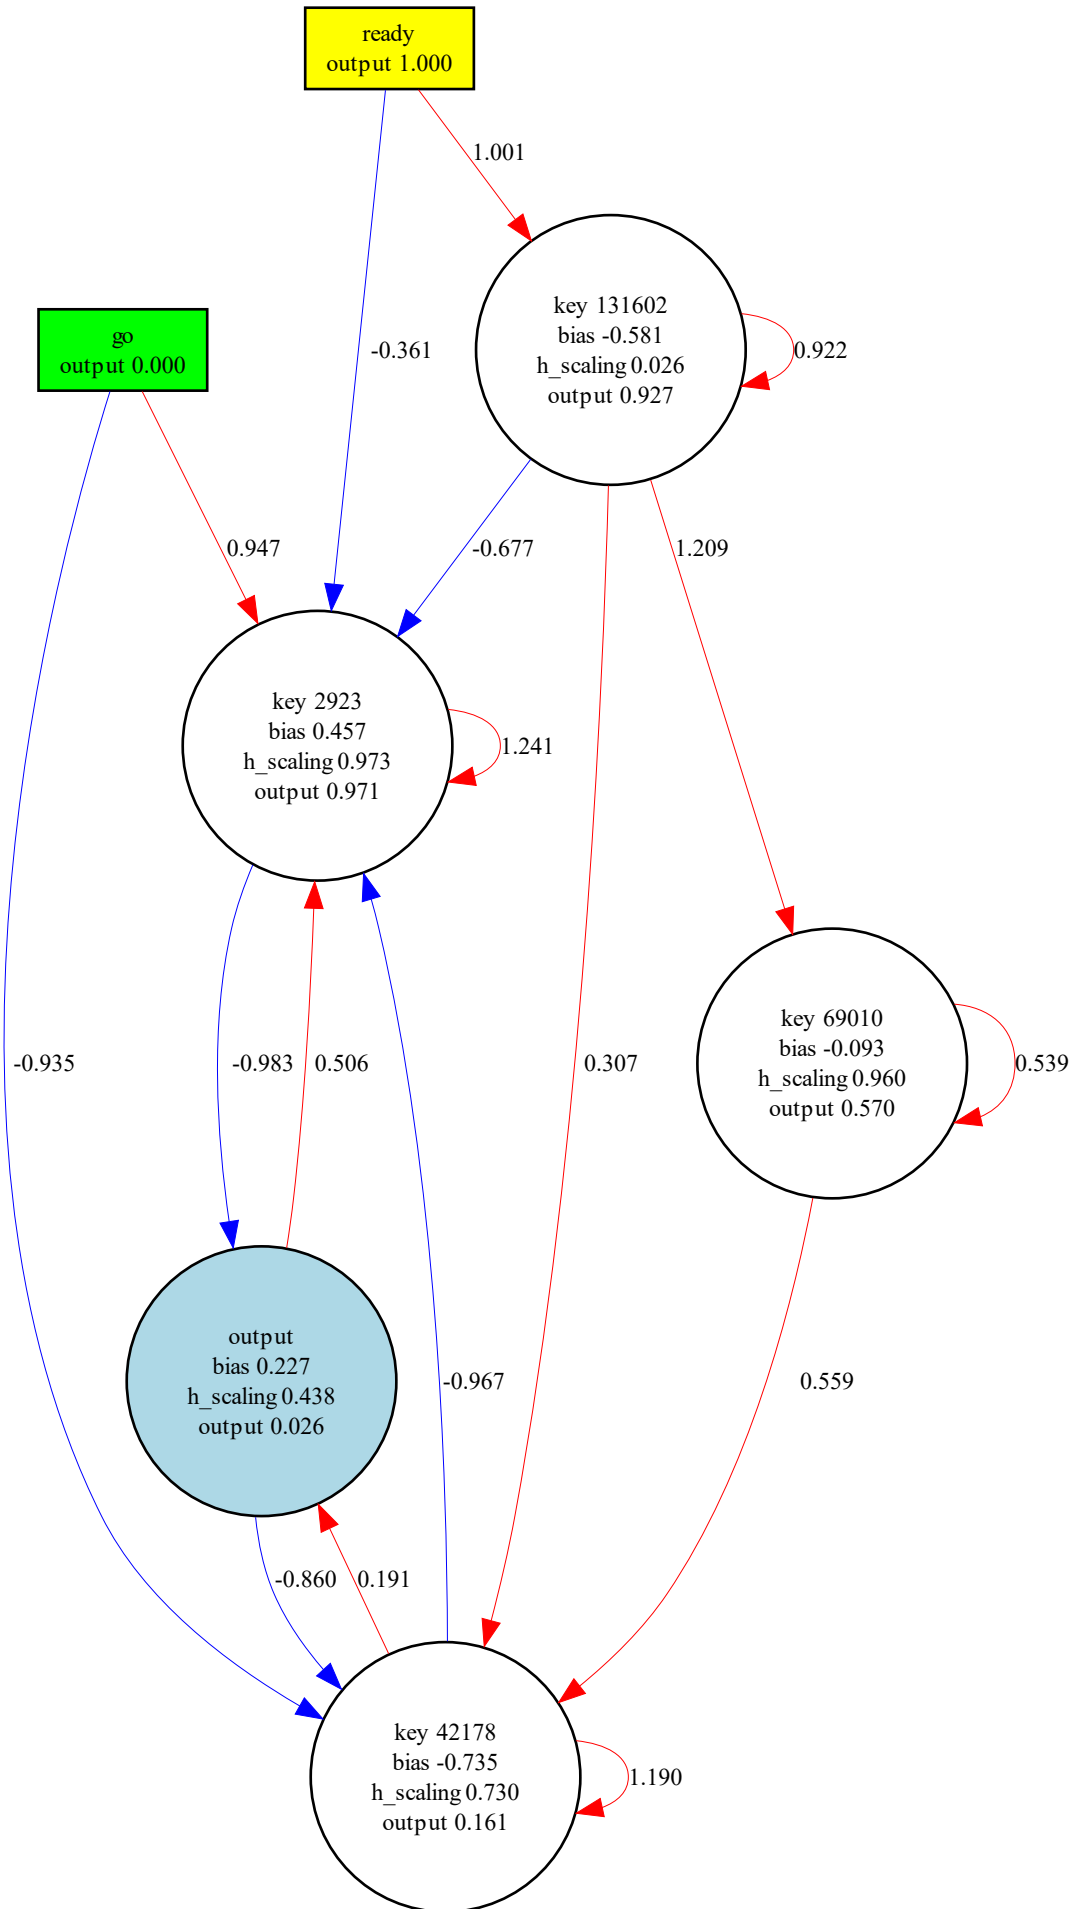 ready
output 1.000
1.001
key 131602
bias -0.581
h_scaling 0.026
output 0.927
0.922
go
output 0.000
-0.361
0.947
-0.677
1.209
key 2923
bias 0.457
h_scaling 0.973
output 0.971
1.241
key 69010
bias -0.093
h_scaling 0.960
output 0.570
0.539
-0.935
-0.983
0.506
0.307
output
bias 0.227
h_scaling 0.438
output 0.026
-0.967
0.559
-0.860
0.191
key 42178
bias -0.735
h_scaling 0.730
output 0.161
1.190